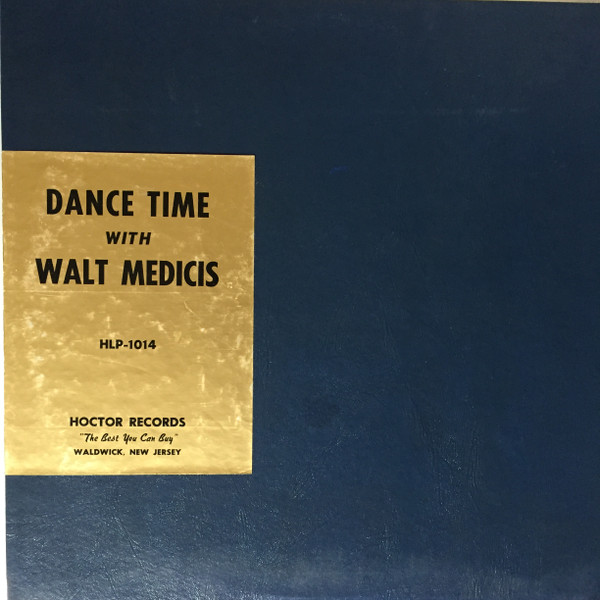 DANCE TIME
WITH
WALT MEDICIS
HLP-1014
HOCTOR RECORDS
"The Best You Can Buy"
WALDWICK, NEW JERSEY